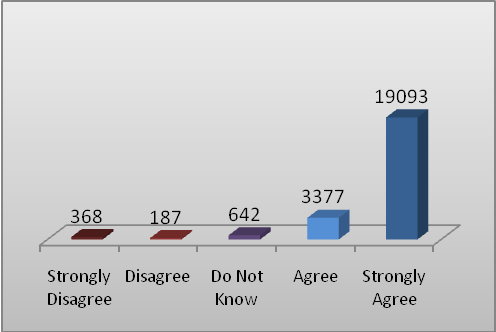 19093
3377
642
368
187
Strongly Disagree
Disagree
Do Not Know
Agree
Strongly Agree